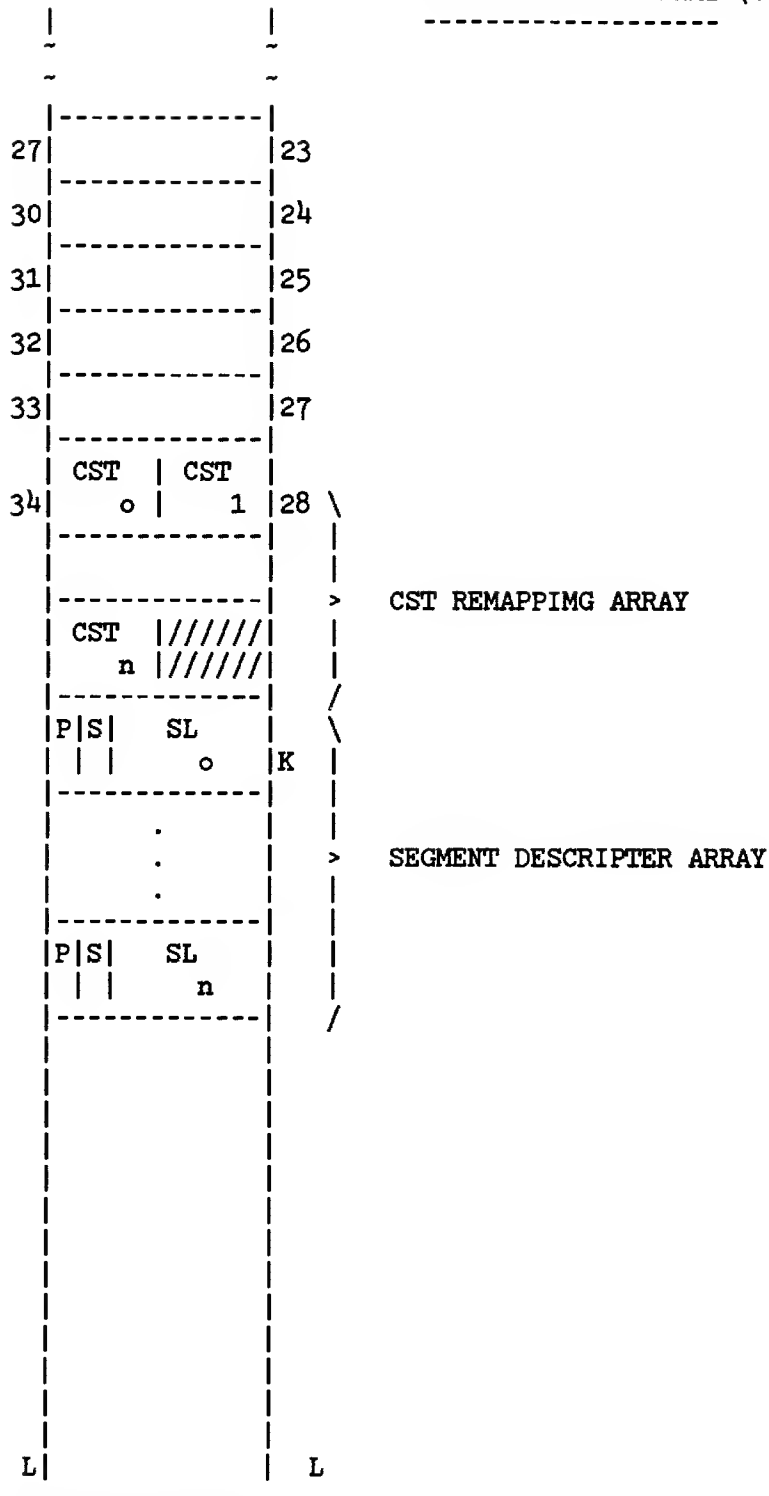 27 23
30 24
31 25
32 26
33 27
CST | CST
34 o | 1 28
CST REMAPPIMG ARRAY
CST |//////
n |//////
P|S| SL
| | o K
.
. SEGMENT DESCRIPTER ARRAY
.
P|S| SL
| | n
L L